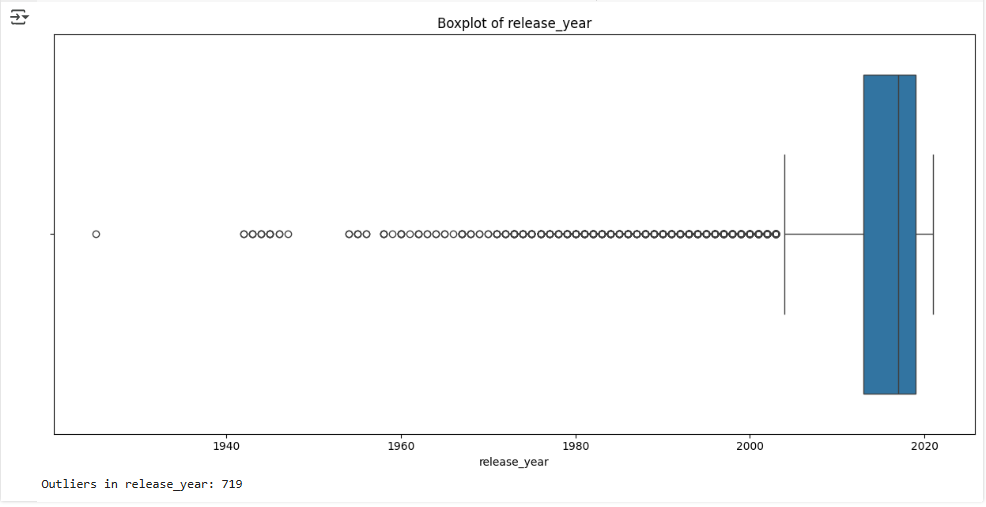 Boxplot of release_year
1940 1960 1980 2000 2020
release_year
Outliers in release_year: 719